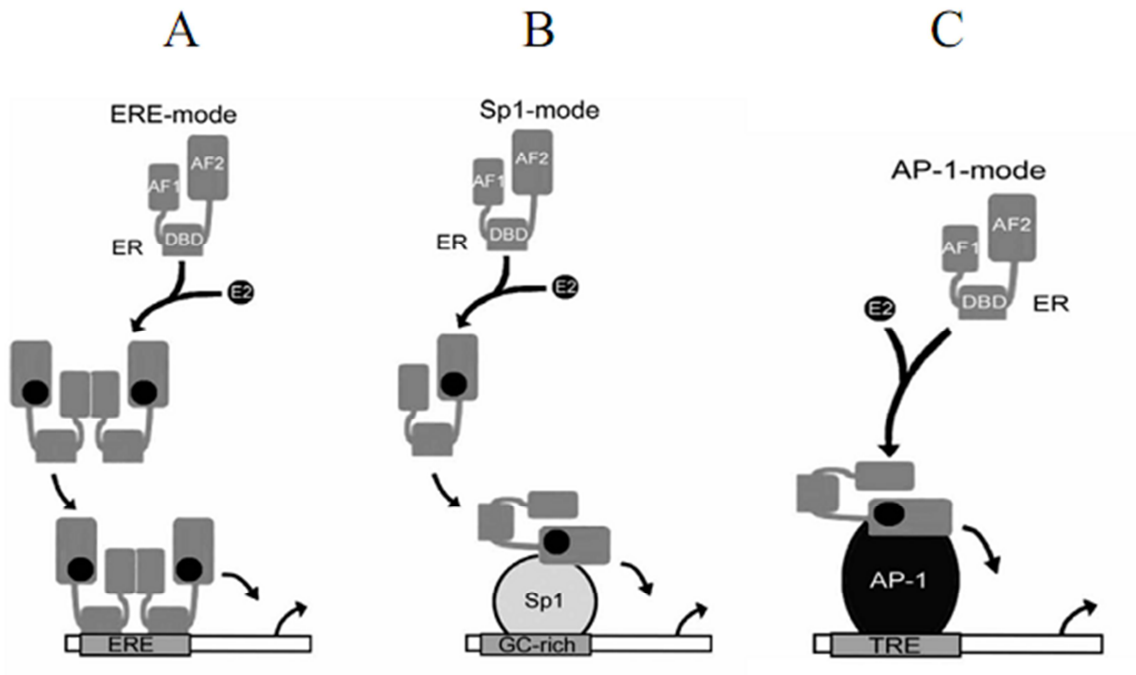 A
B
C
ERE-mode
AF1
AF2
DBD
ER
E2
ERE
Sp1-mode
AF1
AF2
DBD
ER
E2
Sp1
GC-rich
AP-1-mode
AF1
AF2
DBD
ER
E2
AP-1
TRE